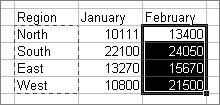 Region January February
North 10111 13400
South 22100 24050
East 13270 15670
West 10800 21500